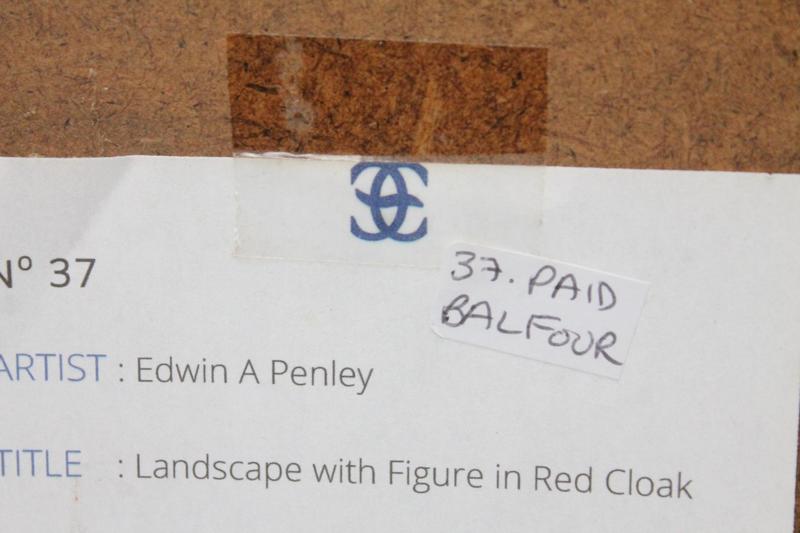 Nº 37
37. PAID
BALFOUR
ARTIST : Edwin A Penley
TITLE : Landscape with Figure in Red Cloak